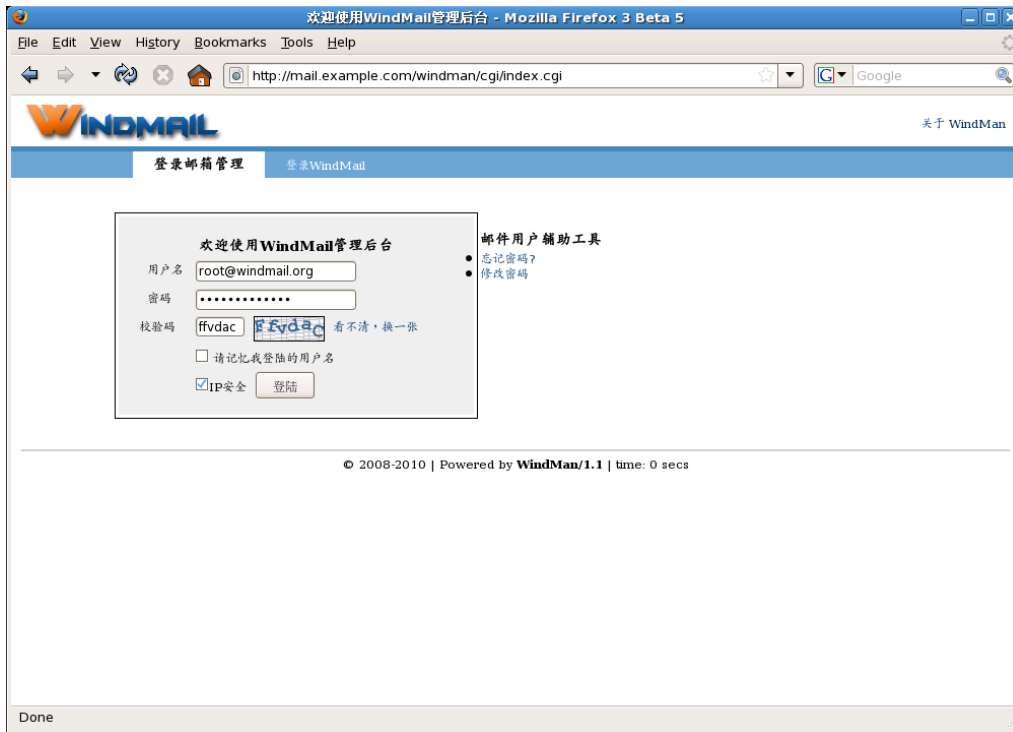 欢迎使用WindMail管理后台 - Mozilla Firefox 3 Beta 5
File Edit View History Bookmarks Tools Help
http://mail.example.com/windman/cgi/index.cgi
G Google
WINDMAIL
关于 WindMan
登录邮箱管理 登录WindMail
欢迎使用WindMail管理后台
用户名 root@windmail.org
密码 •••••••••••••
校验码 ffvdac Ffvdac 看不清，换一张
请记忆我登陆的用户名
IP安全 登陆
邮件用户辅助工具
忘记密码?
修改密码
© 2008-2010 | Powered by WindMan/1.1 | time: 0 secs
Done